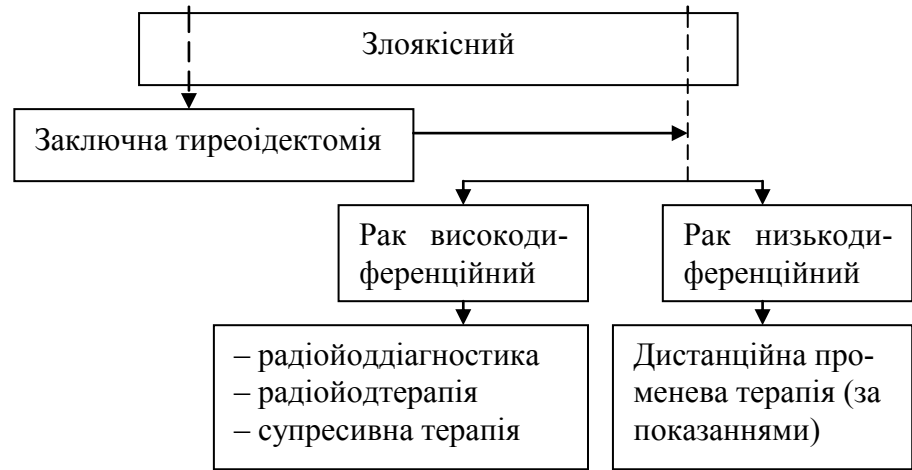 Злоякісний
Заключна тиреоідектомія
Рак високоди-
ференційний
Рак низькоди-
ференційний
– радіойоддіагностика
– радіойодтерапія
– супресивна терапія
Дистанційна про-
менева терапія (за
показаннями)